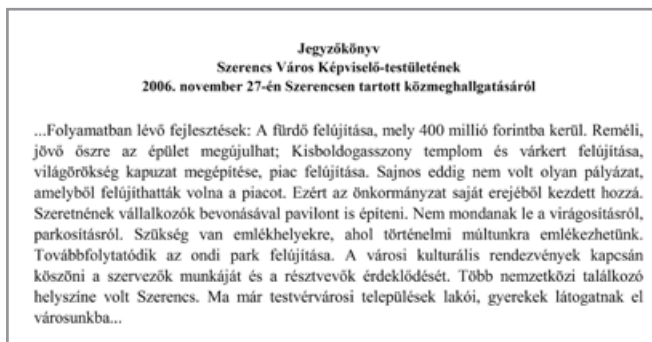 Jegyzőkönyv
Szerencs Város Képviselő-testületének
2006. november 27-én Szerencsen tartott közmeghallgatásáról
...Folyamatban lévő fejlesztések: A fürdő felújítása, mely 400 millió forintba kerül. Reméli,
jövő őszre az épület megújulhat; Kisboldogasszony templom és várkert felújítása,
világörökség kapuzat megépítése, piac felújítása. Sajnos eddig nem volt olyan pályázat,
amelyből felújíthatták volna a piacot. Ezért az önkormányzat saját erejéből kezdett hozzá.
Szeretnének vállalkozók bevonásával pavilont is építeni. Nem mondanak le a virágosításról,
parkosításról. Szükség van emlékhelyekre, ahol történelmi múltunkra emlékezhetünk.
Továbbfolytatódik az ondi park felújítása. A városi kulturális rendezvények kapcsán
köszöni a szervezők munkáját és a résztvevők érdeklődését. Több nemzetközi találkozó
helyszíne volt Szerencs. Ma már testvérvárosi települések lakói, gyerekek látogatnak el
városunkba...